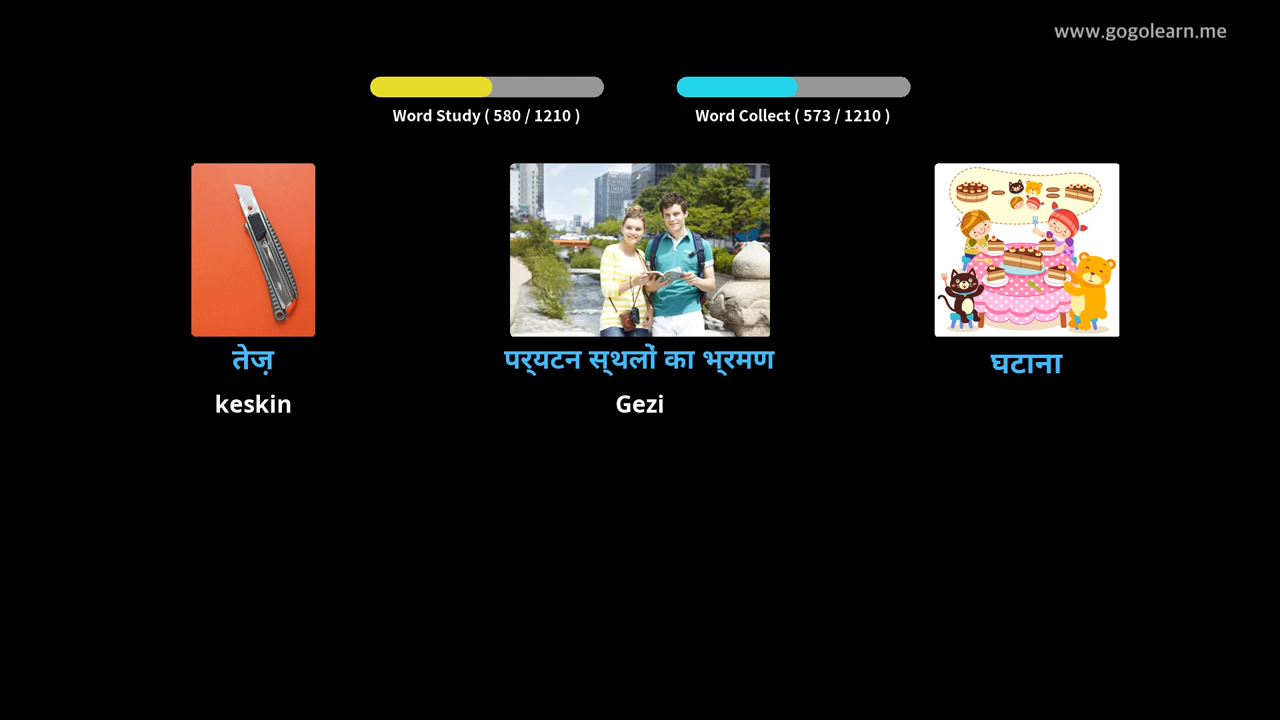 www.gogolearn.me
Word Study ( 580 / 1210 )
Word Collect ( 573 / 1210 )
तेज़
पर्यटन स्थलों का भ्रमण
घटाना
keskin
Gezi